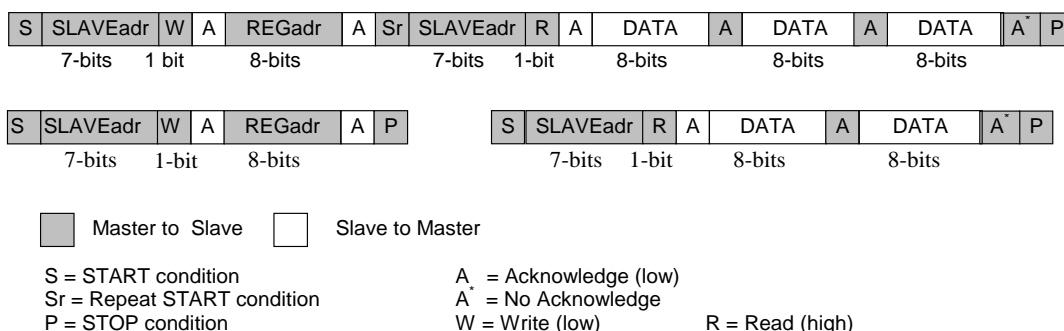 S SLAVEadr W A REGadr A Sr SLAVEadr R A DATA A DATA A DATA A* P
7-bits 1 bit 8-bits 7-bits 1-bit 8-bits 8-bits 8-bits
S SLAVEadr W A REGadr A P
7-bits 1-bit 8-bits
S SLAVEadr R A DATA A DATA A* P
7-bits 1-bit 8-bits 8-bits
Master to Slave Slave to Master
S = START condition
Sr = Repeat START condition
P = STOP condition
A = Acknowledge (low)
A* = No Acknowledge
W = Write (low) R = Read (high)